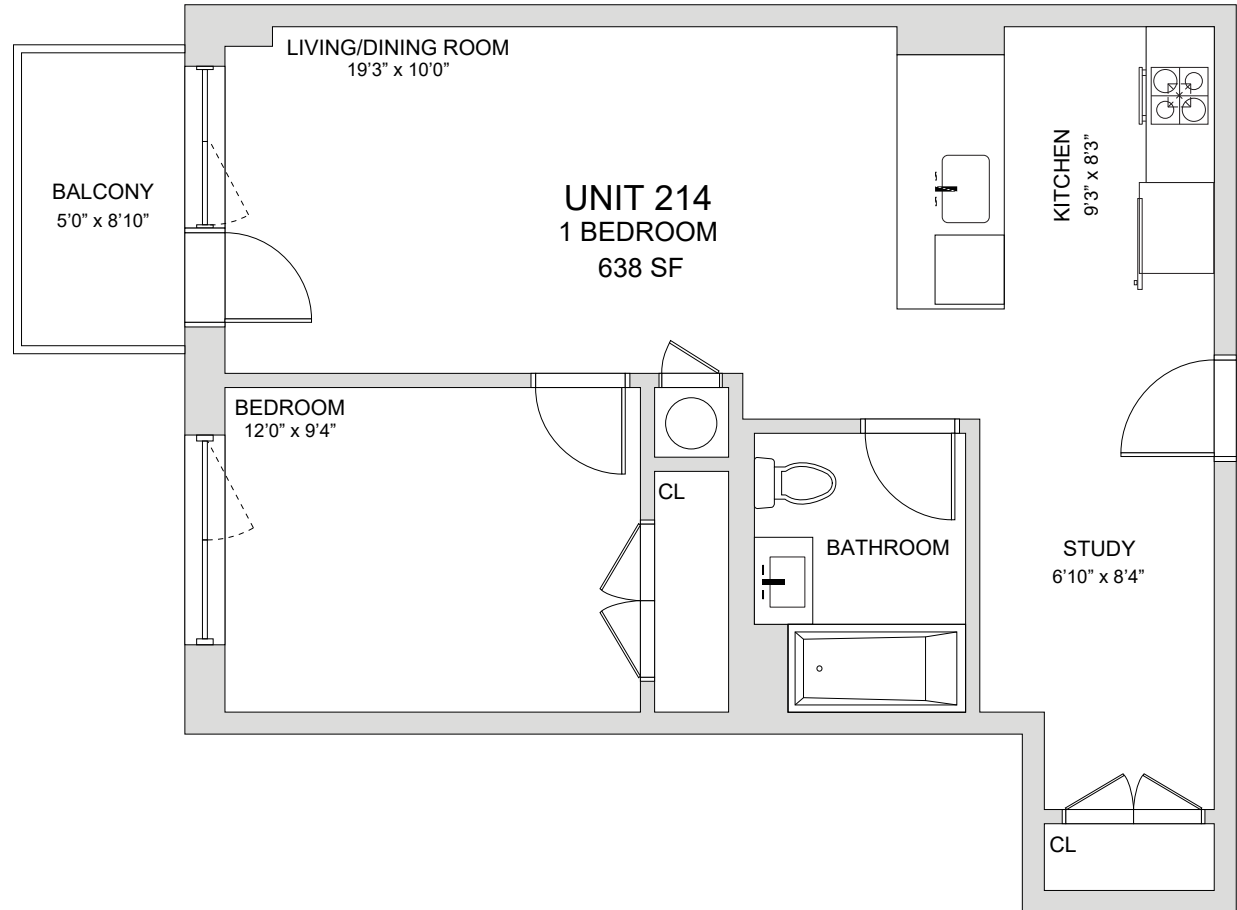 LIVING/DINING ROOM
19’3” x 10’0”
BALCONY
5’0” x 8’10”
UNIT 214
1 BEDROOM
638 SF
KITCHEN
9’3” x 8’3”
BEDROOM
12’0” x 9’4”
CL
BATHROOM
STUDY
6’10” x 8’4”
CL